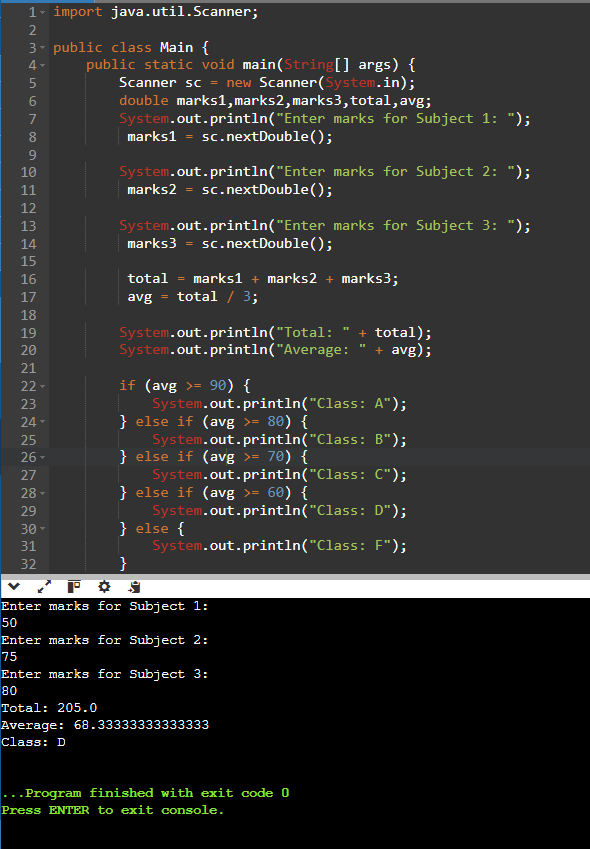 1 import java.util.Scanner;
2
3 public class Main {
4 public static void main(String[] args) {
5 Scanner sc = new Scanner(System.in);
6 double marks1,marks2,marks3,total,avg;
7 System.out.println("Enter marks for Subject 1: ");
8 marks1 = sc.nextDouble();
9
10 System.out.println("Enter marks for Subject 2: ");
11 marks2 = sc.nextDouble();
12
13 System.out.println("Enter marks for Subject 3: ");
14 marks3 = sc.nextDouble();
15
16 total = marks1 + marks2 + marks3;
17 avg = total / 3;
18
19 System.out.println("Total: " + total);
20 System.out.println("Average: " + avg);
21
22 if (avg >= 90) {
23 System.out.println("Class: A");
24 } else if (avg >= 80) {
25 System.out.println("Class: B");
26 } else if (avg >= 70) {
27 System.out.println("Class: C");
28 } else if (avg >= 60) {
29 System.out.println("Class: D");
30 } else {
31 System.out.println("Class: F");
32 }
Enter marks for Subject 1:
50
Enter marks for Subject 2:
75
Enter marks for Subject 3:
80
Total: 205.0
Average: 68.33333333333333
Class: D
...Program finished with exit code 0
Press ENTER to exit console.